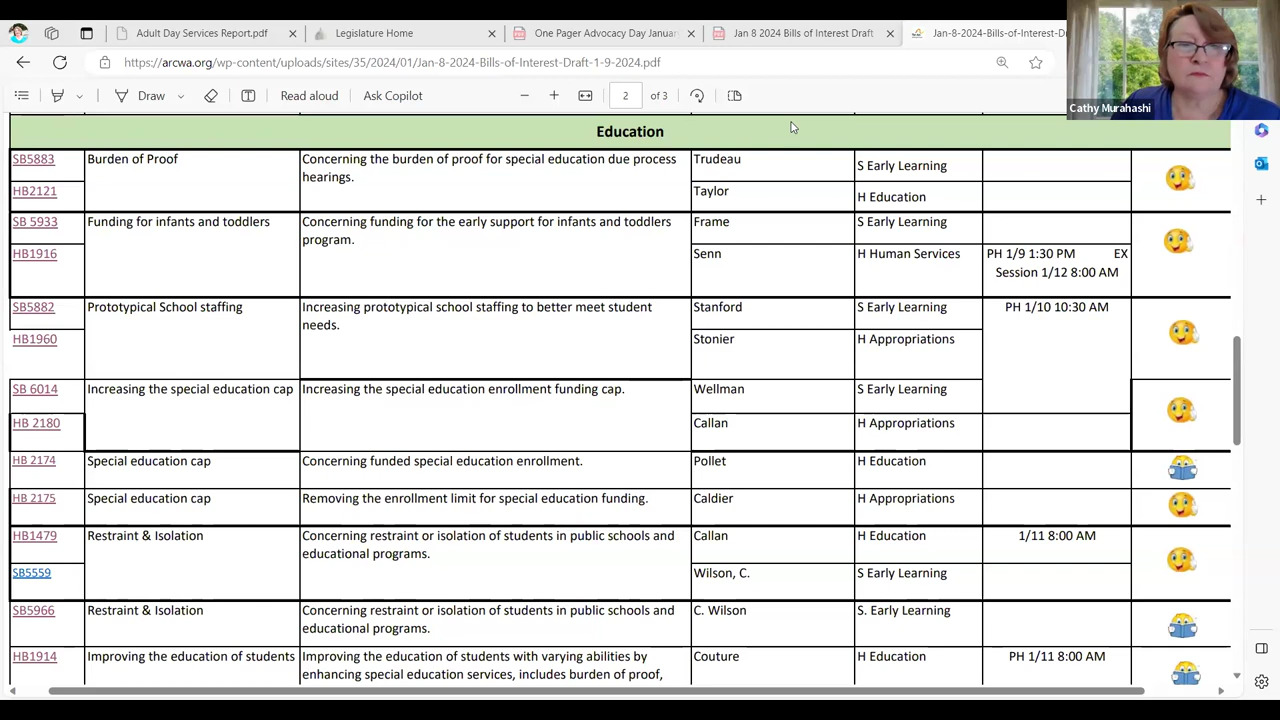 Adult Day Services Report.pdf
Legislature Home
One Pager Advocacy Day Januar
Jan 8 2024 Bills of Interest Draft
Jan-8-2024-Bills-of-Interest-D
https://arcwa.org/wp-content/uploads/sites/35/2024/01/Jan-8-2024-Bills-of-Interest-Draft-1-9-2024.pdf
Draw
Read aloud
Ask Copilot
2 of 3
Cathy Murahashi
Education
SB5883 Burden of Proof Concerning the burden of proof for special education due process Trudeau S Early Learning
hearings.
HB2121 Taylor H Education
SB 5933 Funding for infants and toddlers Concerning funding for the early support for infants and toddlers Frame S Early Learning
program.
HB1916 Senn H Human Services PH 1/9 1:30 PM EX
Session 1/12 8:00 AM
SB5882 Prototypical School staffing Increasing prototypical school staffing to better meet student Stanford S Early Learning PH 1/10 10:30 AM
needs.
HB1960 Stonier H Appropriations
SB 6014 Increasing the special education cap Increasing the special education enrollment funding cap. Wellman S Early Learning
HB 2180 Callan H Appropriations
HB 2174 Special education cap Concerning funded special education enrollment. Pollet H Education
HB 2175 Special education cap Removing the enrollment limit for special education funding. Caldier H Appropriations
HB1479 Restraint & Isolation Concerning restraint or isolation of students in public schools and Callan H Education 1/11 8:00 AM
educational programs.
SB5559 Wilson, C. S Early Learning
SB5966 Restraint & Isolation Concerning restraint or isolation of students in public schools and C. Wilson S. Early Learning
educational programs.
HB1914 Improving the education of students Improving the education of students with varying abilities by Couture H Education PH 1/11 8:00 AM
enhancing special education services, includes burden of proof,